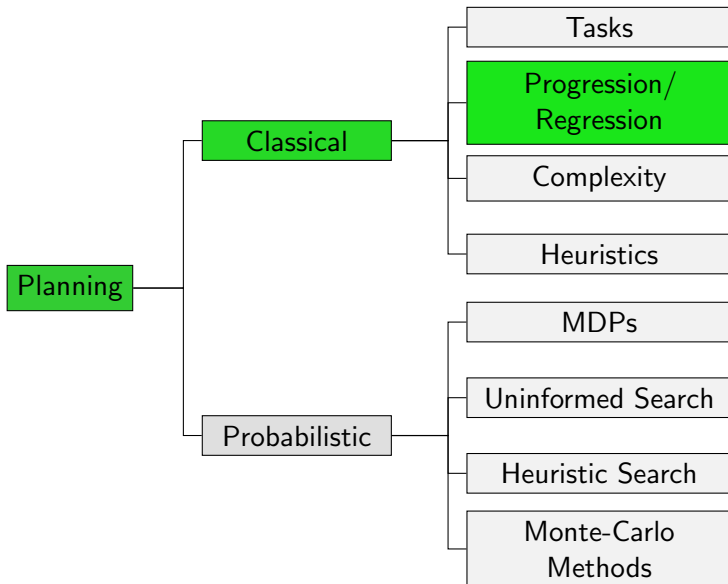 Tasks
Progression/
Regression
Classical
Complexity
Heuristics
Planning
MDPs
Uninformed Search
Probabilistic
Heuristic Search
Monte-Carlo
Methods